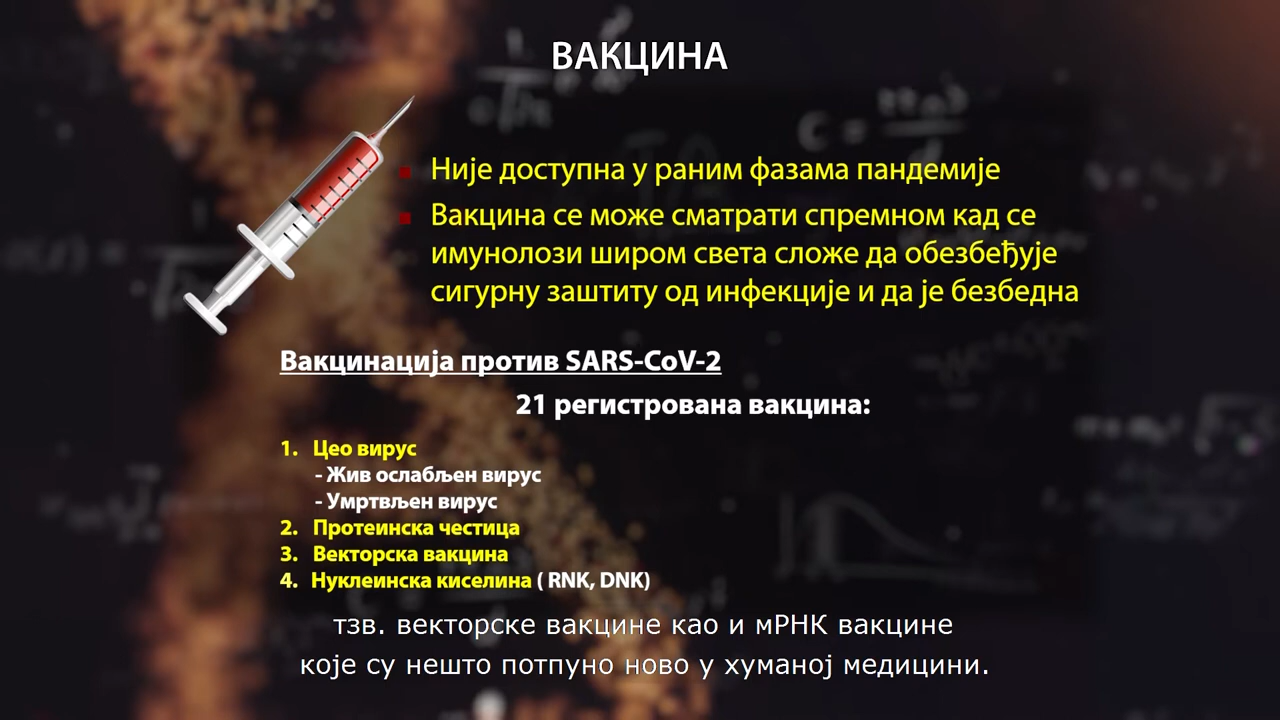 ВАКЦИНА
Није доступна у раним фазама пандемије
Вакцина се може сматрати спремном кад се
имунолози широм света сложе да обезбеђује
сигурну заштиту од инфекције и да је безбедна
Вакцинација против SARS-CoV-2
21 регистрована вакцина:
1. Цео вирус
- Жив ослабљен вирус
- Умртвљен вирус
2. Протеинска честица
3. Векторска вакцина
4. Нуклеинска киселина ( RNK, DNK)
тзв. векторске вакцине као и мРНК вакцине
које су нешто потпуно ново у хуманој медицини.